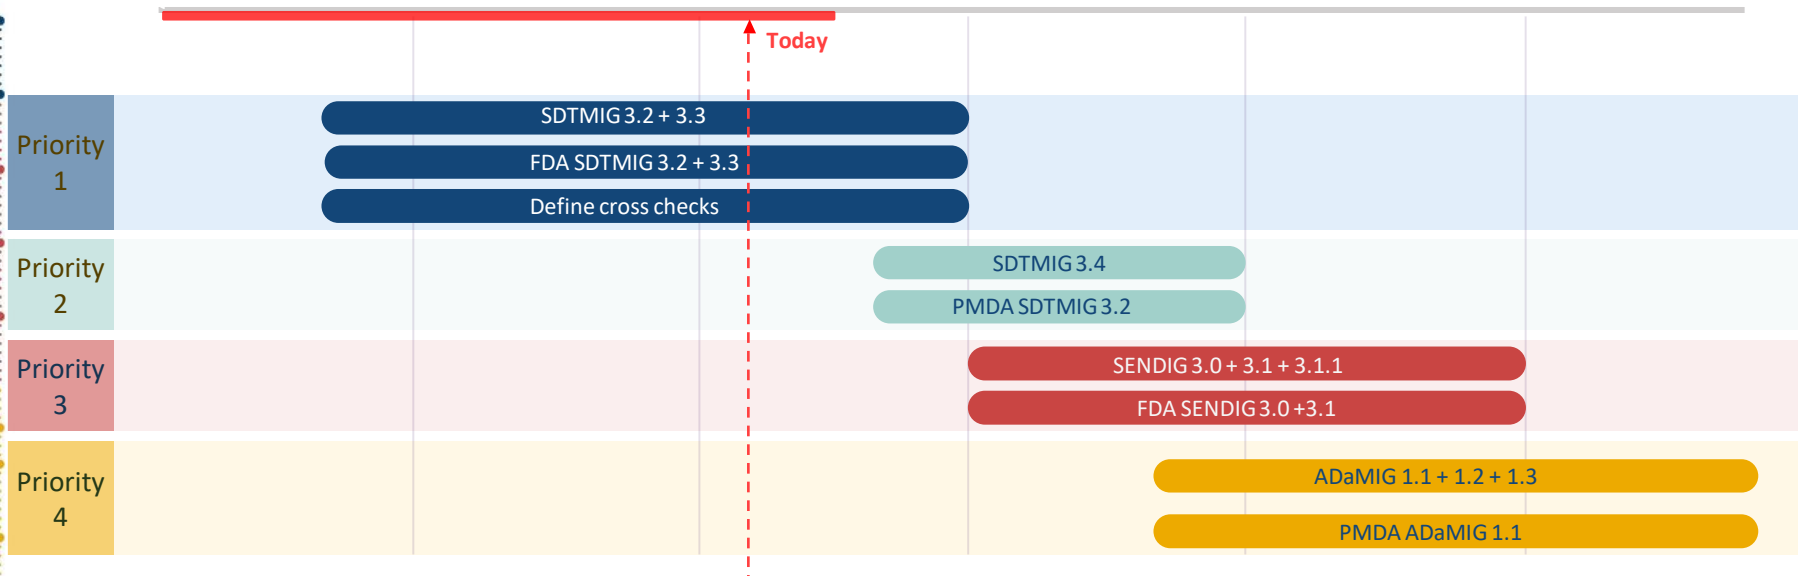 Today
Priority
1
SDTMIG 3.2 + 3.3
FDA SDTMIG 3.2 + 3.3
Define cross checks
Priority
2
SDTMIG 3.4
PMDA SDTMIG 3.2
Priority
3
SENDIG 3.0 + 3.1 + 3.1.1
FDA SENDIG 3.0 +3.1
Priority
4
ADaMIG 1.1 + 1.2 + 1.3
PMDA ADaMIG 1.1